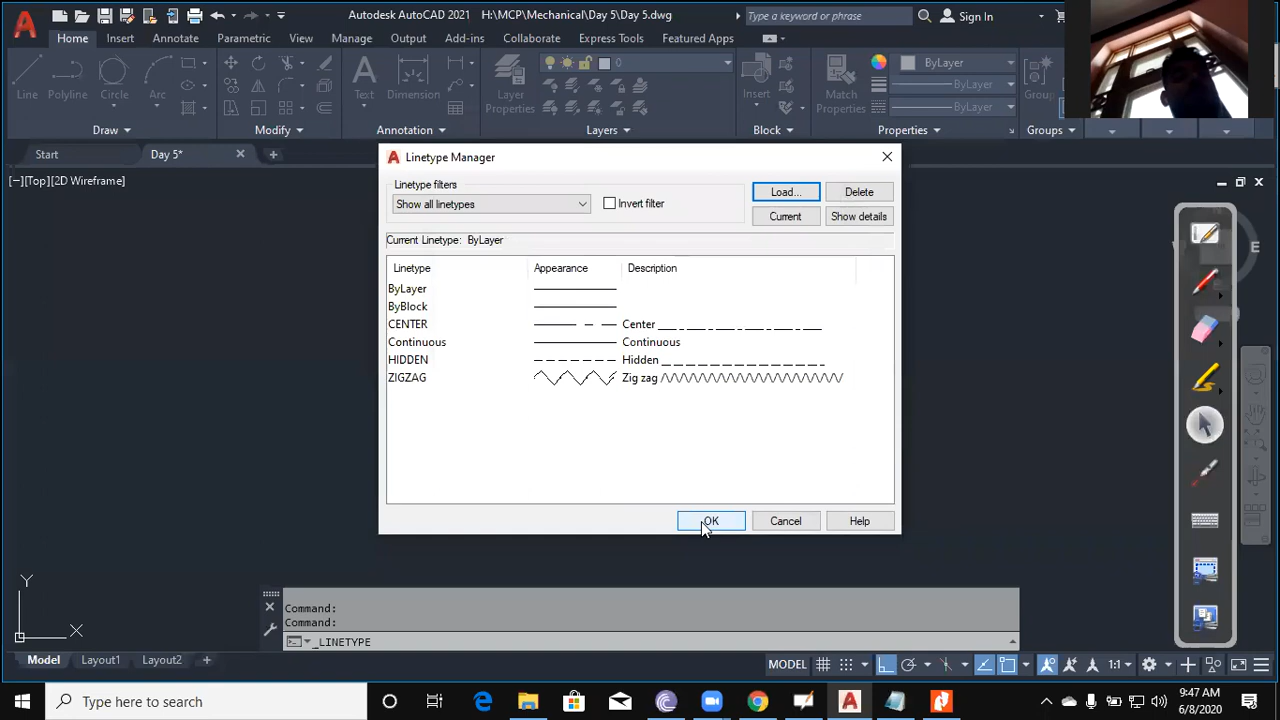 Autodesk AutoCAD 2021 H:\MCP\Mechanical\Day 5\Day 5.dwg Type a keyword or phrase Sign In
Home Insert Annotate Parametric View Manage Output Add-ins Collaborate Express Tools Featured Apps
0 ByLayer
Line Polyline Circle Arc Text Dimension Layer Properties Insert Match Properties Group
ByLayer
ByLayer
Draw Modify Annotation Layers Block Properties Groups
Start Day 5*
[−][Top][2D Wireframe]
Linetype Manager
Linetype filters
Show all linetypes Invert filter Load... Delete
Current Show details
Current Linetype: ByLayer
Linetype Appearance Description
ByLayer
ByBlock
CENTER Center
Continuous Continuous
HIDDEN Hidden
ZIGZAG Zig zag
OK Cancel Help
E
Y
X
Command:
Command:
_LINETYPE
Model Layout1 Layout2 + MODEL 1:1
Type here to search
9:47 AM
6/8/2020